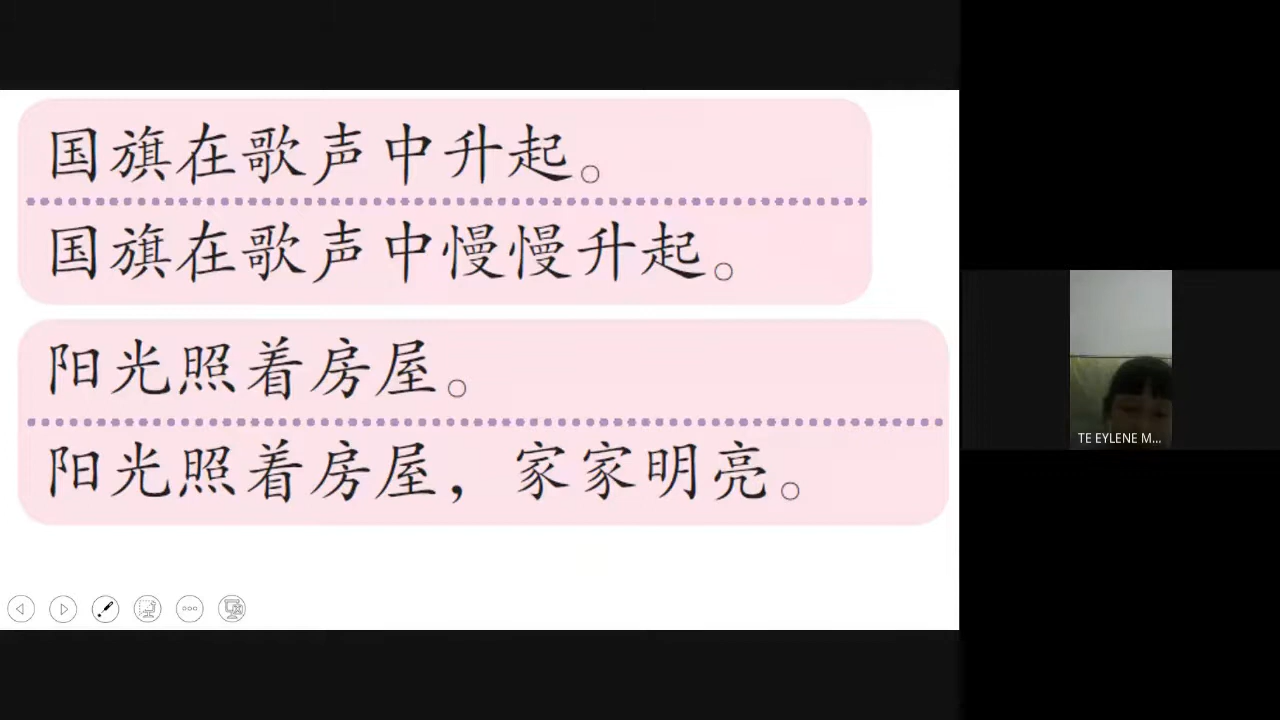 国旗在歌声中升起。
国旗在歌声中慢慢升起。
阳光照着房屋。
阳光照着房屋，家家明亮。
TE EYLENE M...